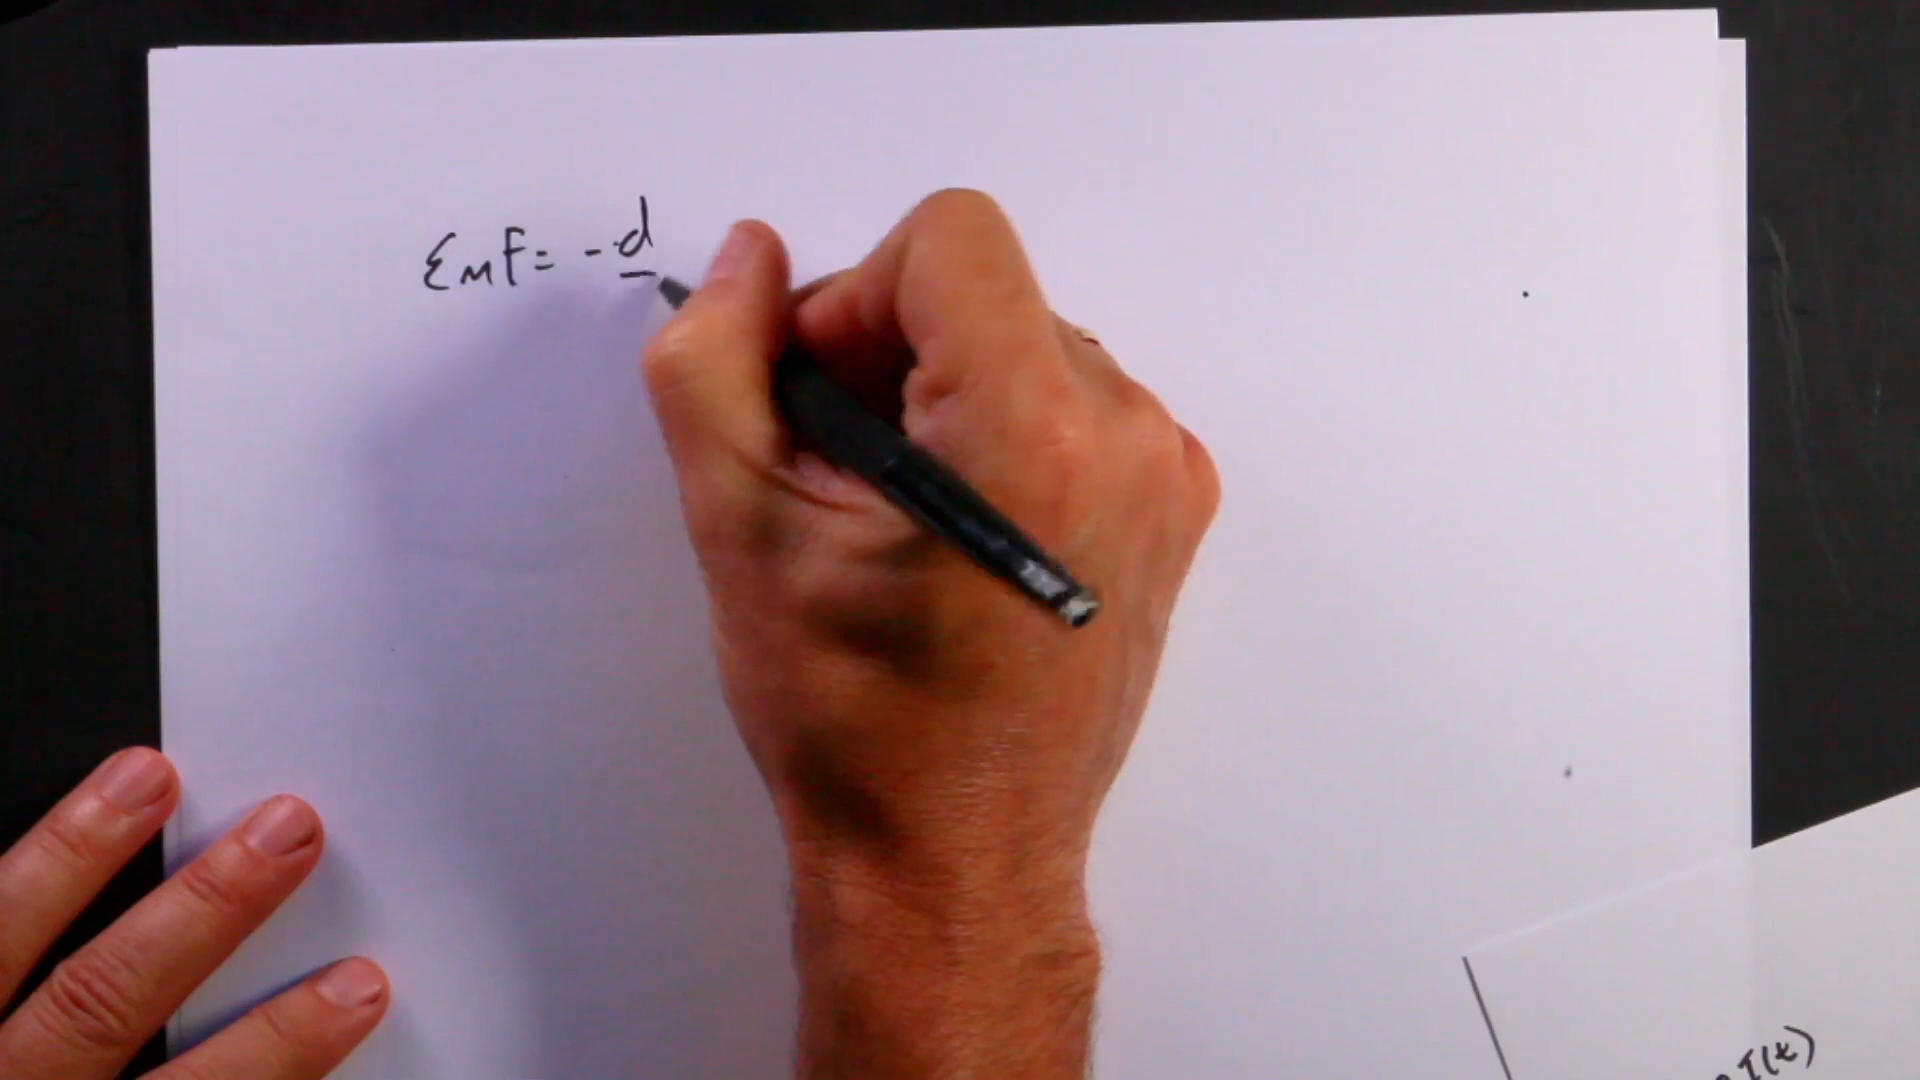 EMF = - d
I(t)